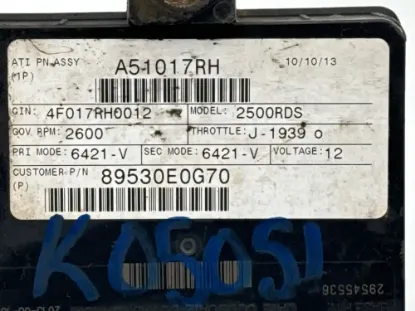 ATI PN ASSY A51017RH 10/10/13
(1P)
GIN: 4F017RH0012 MODEL: 2500RDS
GOV. RPM: 2600 THROTTLE: J-1939 o
PRI MODE: 6421-V SEC MODE: 6421-V VOLTAGE: 12
CUSTOMER P/N 89530E0G70
(P)
K05051
29545536